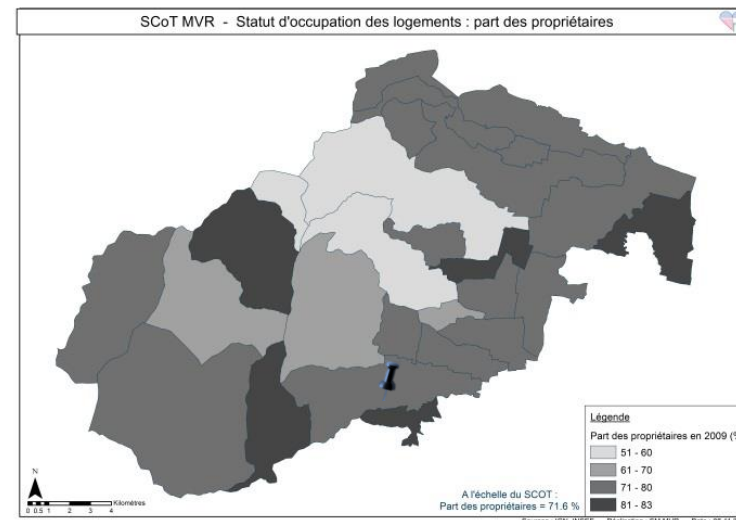 SCoT MVR - Statut d'occupation des logements : part des propriétaires
Légende
Part des propriétaires en 2009 (%
51 - 60
61 - 70
71 - 80
81 - 83
N
0 0.5 1 2 3 4 Kilomètres
A l'échelle du SCOT :
Part des propriétaires = 71.6 %